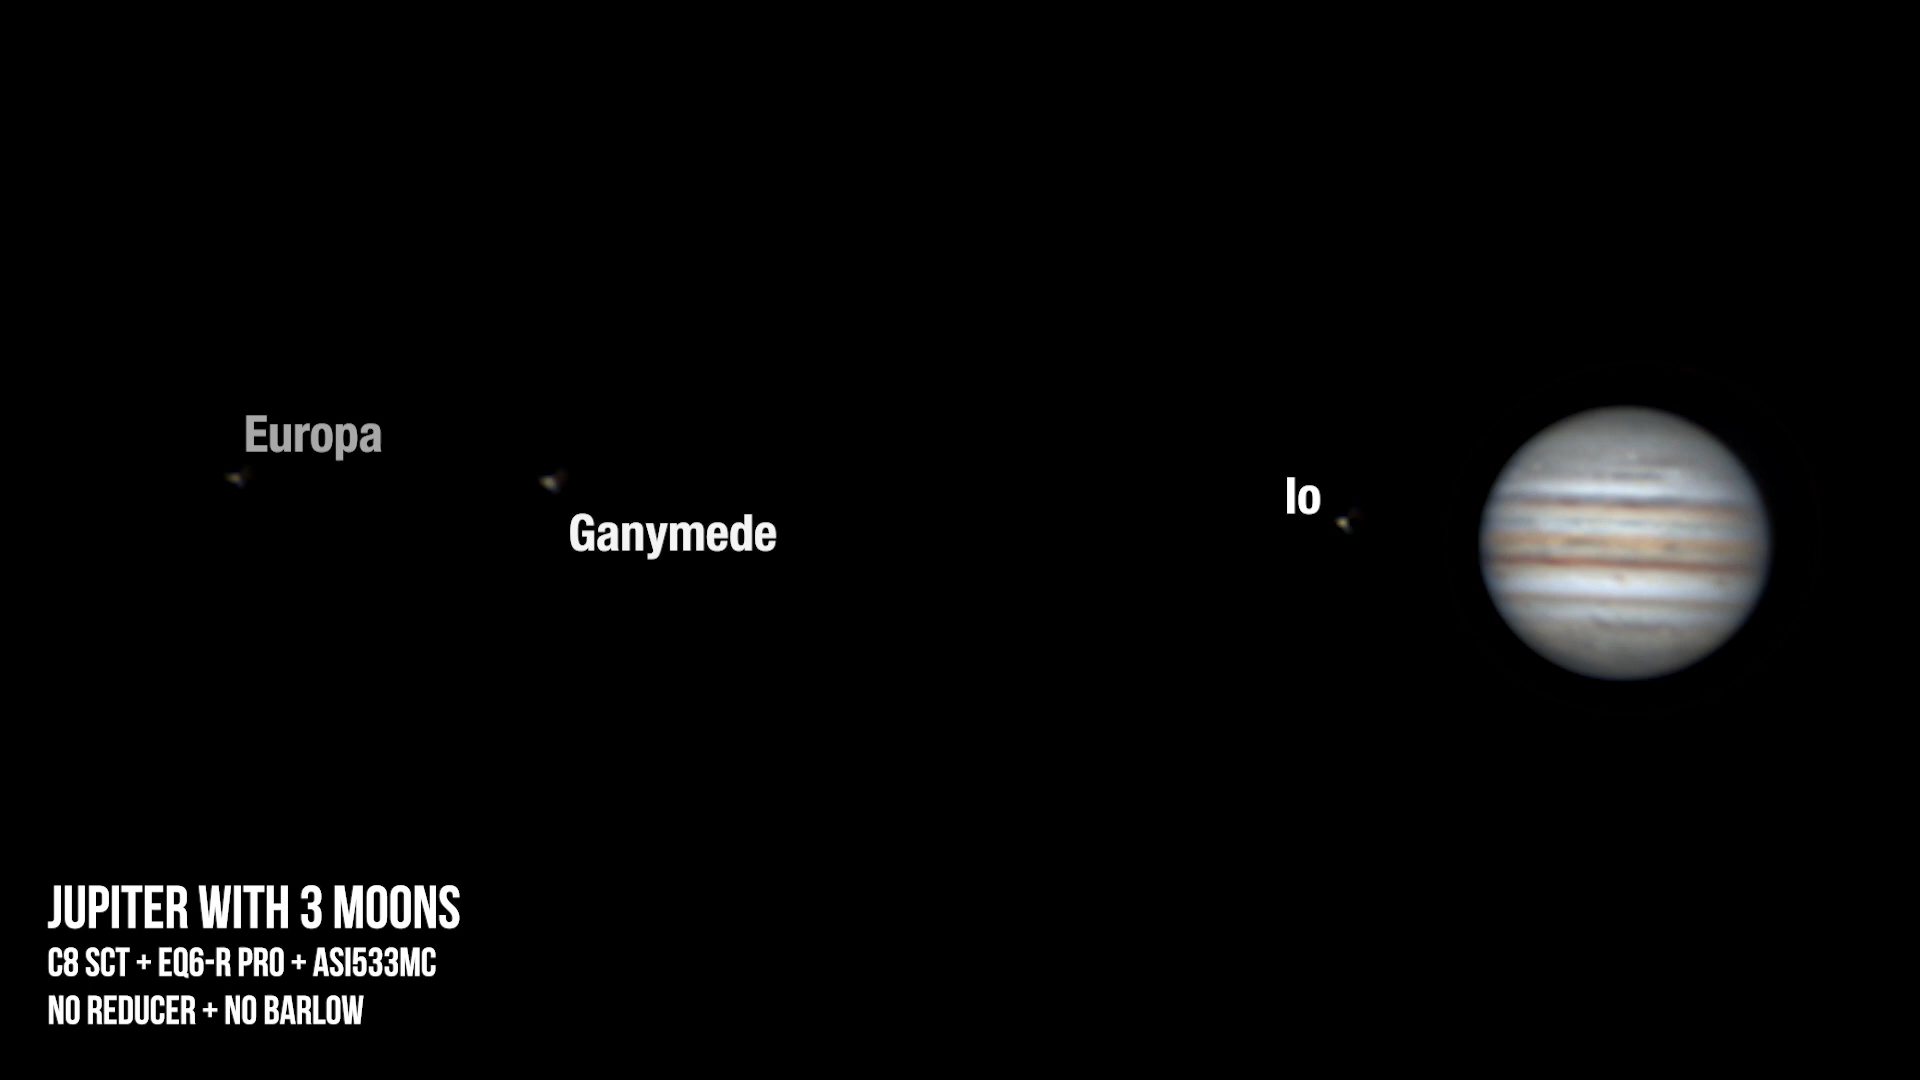 Europa
Ganymede
Io
JUPITER WITH 3 MOONS
C8 SCT + EQ6-R PRO + ASI533MC
NO REDUCER + NO BARLOW